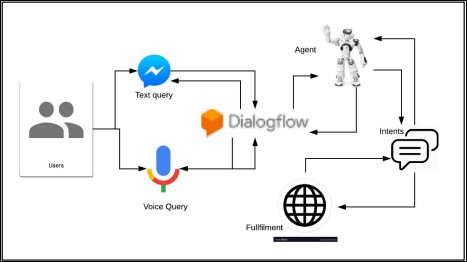 Agent
Text query
Dialogflow
Intents
Users
Voice Query
Fullfilment